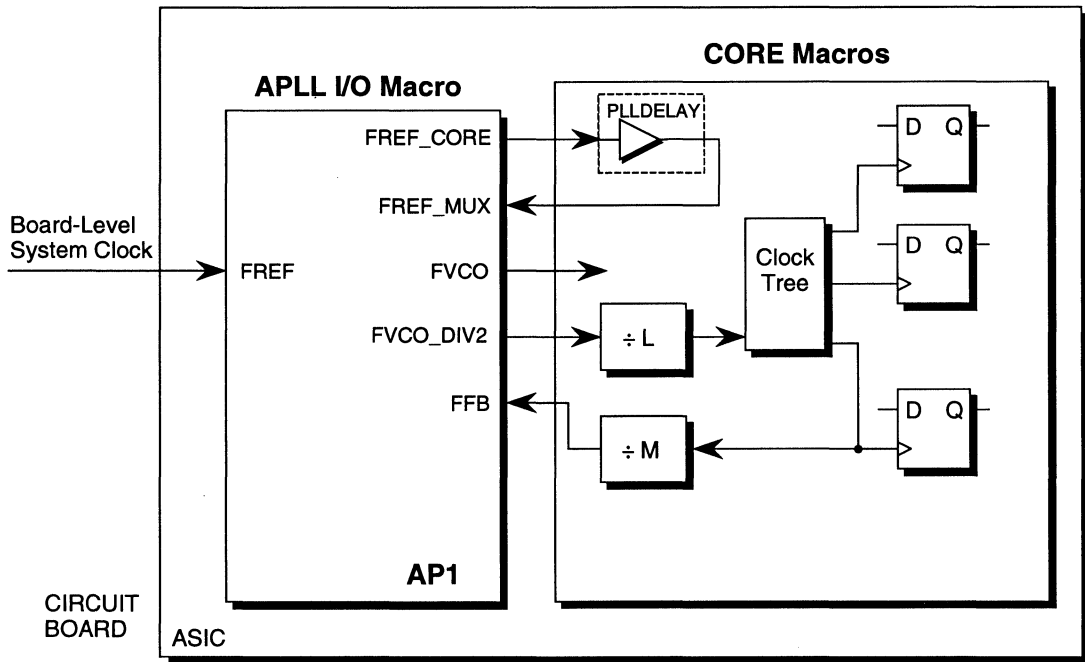 CORE Macros
APLL I/O Macro
PLLDELAY
FREF_CORE
FREF_MUX
Board-Level
System Clock
FREF
FVCO
FVCO_DIV2
FFB
÷ L
÷ M
Clock
Tree
D Q
D Q
D Q
AP1
CIRCUIT
BOARD
ASIC